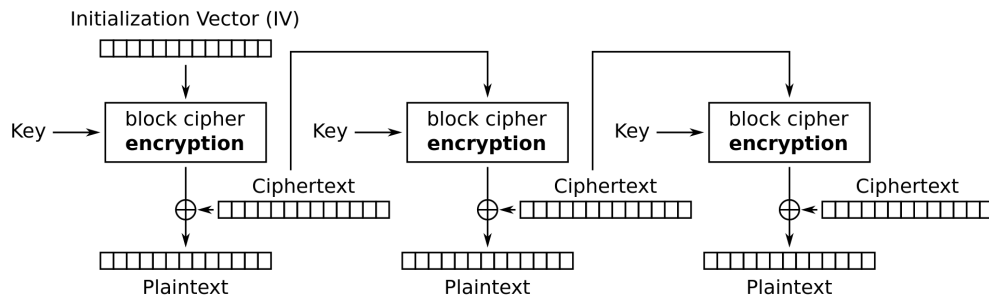 Initialization Vector (IV)
Key
block cipher
encryption
Key
block cipher
encryption
Key
block cipher
encryption
Ciphertext
Ciphertext
Ciphertext
Plaintext
Plaintext
Plaintext